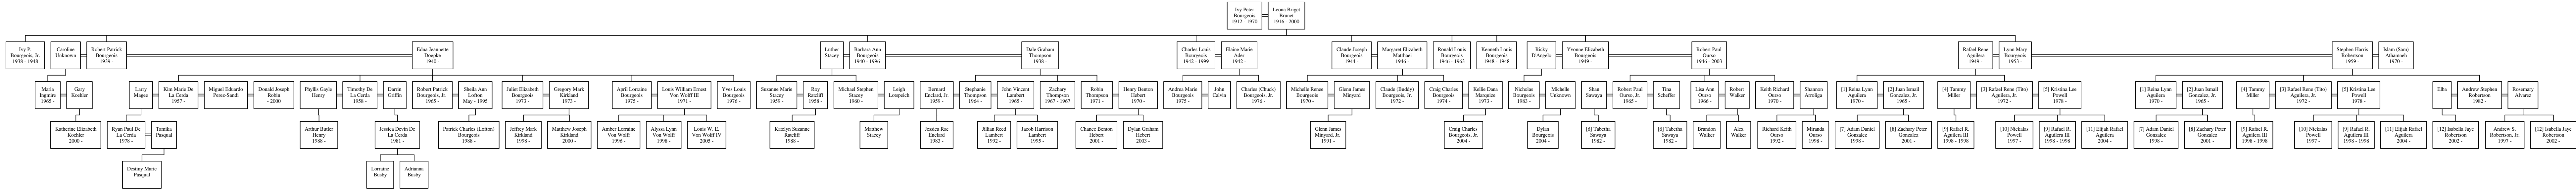 Ivy Peter
Bourgeois
1912 - 1970
Leona Briget
Brunet
1916 - 2000
Ivy P.
Bourgeois, Jr.
1938 - 1948
Caroline
Unknown
Robert Patrick
Bourgeois
1939 -
Edna Jeannette
Doepke
1940 -
Luther
Stacey
Barbara Ann
Bourgeois
1940 - 1996
Dale Graham
Thompson
1938 -
Charles Louis
Bourgeois
1942 - 1999
Elaine Marie
Ader
1942 -
Claude Joseph
Bourgeois
1944 -
Margaret Elizabeth
Matthaei
1946 -
Ronald Louis
Bourgeois
1946 - 1963
Kenneth Louis
Bourgeois
1948 - 1948
Ricky
D'Angelo
Yvonne Elizabeth
Bourgeois
1949 -
Robert Paul
Ourso
1946 - 2003
Rafael Rene
Aguilera
1949 -
Lynn Mary
Bourgeois
1953 -
Stephen Harris
Robertson
1959 -
Islam (Sam)
Athamneh
1970 -
Maria
Ingmire
1965 -
Gary
Koehler
Larry
Magee
Kim Marie De
La Cerda
1957 -
Miguel Eduardo
Perez-Sandi
Donald Joseph
Robin
- 2000
Phyllis Gayle
Henry
Timothy De
La Cerda
1958 -
Darrin
Griffin
Robert Patrick
Bourgeois, Jr.
1965 -
Sheila Ann
Lofton
May - 1995
Juliet Elizabeth
Bourgeois
1973 -
Gregory Mark
Kirkland
1973 -
April Lorraine
Bourgeois
1975 -
Louis William Ernest
Von Wolff III
1971 -
Yves Louis
Bourgeois
1976 -
Suzanne Marie
Stacey
1959 -
Roy
Ratcliff
1958 -
Michael Stephen
Stacey
1960 -
Leigh
Bernard
Enclard, Jr.
1959 -
Stephanie
Thompson
1964 -
John Vincent
Lambert
1965 -
Zachary
Thompson
1967 - 1967
Robin
Thompson
1971 -
Henry Benton
Hebert
1970 -
Andrea Marie
Bourgeois
1975 -
John
Calvin
Charles (Chuck)
Bourgeois, Jr.
1976 -
Michelle Renee
Bourgeois
1970 -
Glenn James
Minyard
Claude (Buddy)
Bourgeois, Jr.
1972 -
Craig Charles
Bourgeois
1974 -
Kellie Dana
Marquize
1973 -
Nicholas
Bourgeois
1983 -
Michelle
Unknown
Shan
Sawaya
Robert Paul
Ourso, Jr.
1965 -
Tina
Scheffer
Lisa Ann
Ourso
1966 -
Robert
Walker
Keith Richard
Ourso
1970 -
Shannon
Arroliga
[1] Reina Lynn
Aguilera
1970 -
[2] Juan Ismail
Gonzalez, Jr.
1965 -
[4] Tammy
Miller
[3] Rafael Rene (Tito)
Aguilera, Jr.
1972 -
[5] Kristina Lee
Powell
1978 -
[1] Reina Lynn
Aguilera
1970 -
[2] Juan Ismail
Gonzalez, Jr.
1965 -
[4] Tammy
Miller
[3] Rafael Rene (Tito)
Aguilera, Jr.
1972 -
[5] Kristina Lee
Powell
1978 -
Elba
Andrew Stephen
Robertson
1982 -
Rosemary
Alvarez
Katherine Elizabeth
Koehler
2000 -
Ryan Paul De
La Cerda
1978 -
Tamika
Pasqual
Arthur Butler
Henry
1988 -
Jessica Devin De
La Cerda
1981 -
Patrick Charles (Lofton)
Bourgeois
1988 -
Jeffrey Mark
Kirkland
1998 -
Matthew Joseph
Kirkland
2000 -
Amber Lorraine
Von Wolff
1996 -
Alyssa Lynn
Von Wolff
1998 -
Louis W. E.
Von Wolff IV
2005 -
Katelyn Suzanne
Ratcliff
1988 -
Matthew
Stacey
Jessica Rae
Enclard
1983 -
Jillian Reed
Lambert
1992 -
Jacob Harrison
Lambert
1995 -
Chance Benton
Hebert
2001 -
Dylan Graham
Hebert
2003 -
Glenn James
Minyard, Jr.
1991 -
Craig Charles
Bourgeois
2004 -
Dylan
Bourgeois
2004 -
[6] Tabetha
Sawaya
1982 -
[6] Tabetha
Sawaya
1982 -
Brandon
Walker
Alex
Walker
Richard Keith
Ourso
1992 -
Miranda
Ourso
1998 -
[7] Adam Daniel
Gonzalez
1998 -
[8] Zachary Peter
Gonzalez
2001 -
[9] Rafael R.
Aguilera III
1998 - 1998
[10] Nickalas
Powell
1997 -
[9] Rafael R.
Aguilera III
1998 - 1998
[11] Elijah Rafael
Aguilera
2004 -
[7] Adam Daniel
Gonzalez
1998 -
[8] Zachary Peter
Gonzalez
2001 -
[9] Rafael R.
Aguilera III
1998 - 1998
[10] Nickalas
Powell
1997 -
[9] Rafael R.
Aguilera III
1998 - 1998
[11] Elijah Rafael
Aguilera
2004 -
[12] Isabella Jaye
Robertson
2002 -
Andrew S.
Robertson, Jr.
1997 -
[12] Isabella Jaye
Robertson
2002 -
Destiny Marie
Pasqual
Lorraine
Busby
Adrianna
Busby